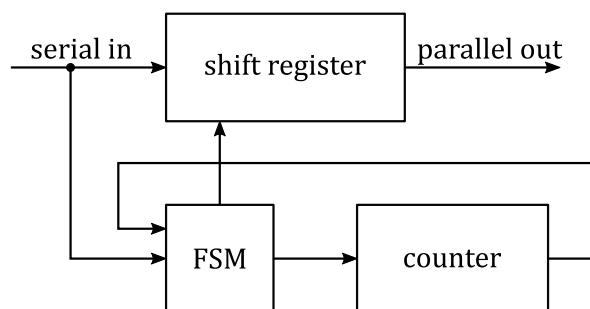 serial in
shift register
parallel out
FSM
counter